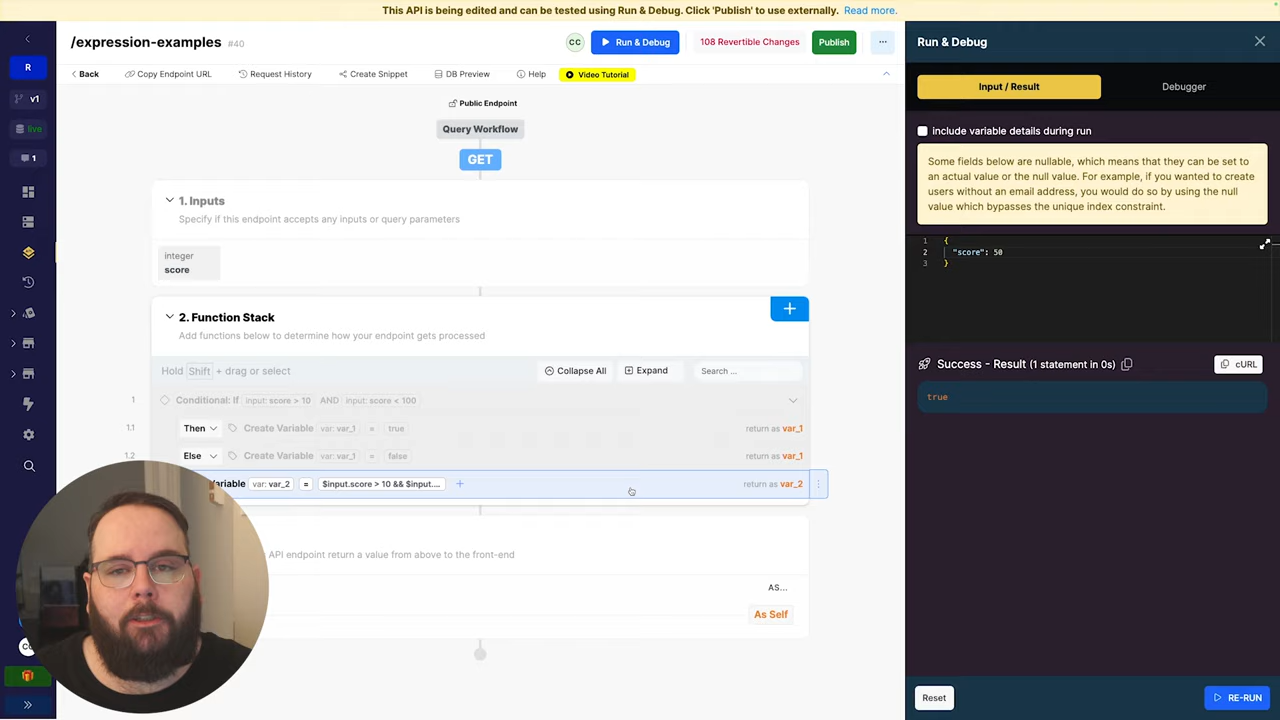 This API is being edited and can be tested using Run & Debug. Click 'Publish' to use externally. Read more.
R
v1
live
1
/expression-examples #40
CC
Run & Debug
108 Revertible Changes
Publish
...
Back
Copy Endpoint URL
Request History
Create Snippet
DB Preview
Help
Video Tutorial
Public Endpoint
Query Workflow
GET
1. Inputs
Specify if this endpoint accepts any inputs or query parameters
integer
score
2. Function Stack
Add functions below to determine how your endpoint gets processed
Hold Shift + drag or select
Collapse All
Expand
Search ...
1 Conditional: If input: score > 10 AND input: score < 100
1.1 Then Create Variable var: var_1 = true return as var_1
1.2 Else Create Variable var: var_1 = false return as var_1
Variable var: var_2 = $input.score > 10 && $input.... + return as var_2
API endpoint return a value from above to the front-end
AS...
As Self
Run & Debug
Input / Result
Debugger
include variable details during run
Some fields below are nullable, which means that they can be set to
an actual value or the null value. For example, if you wanted to create
users without an email address, you would do so by using the null
value which bypasses the unique index constraint.
1 {
2 "score": 50
3 }
Success - Result (1 statement in 0s)
cURL
true
Reset
RE-RUN